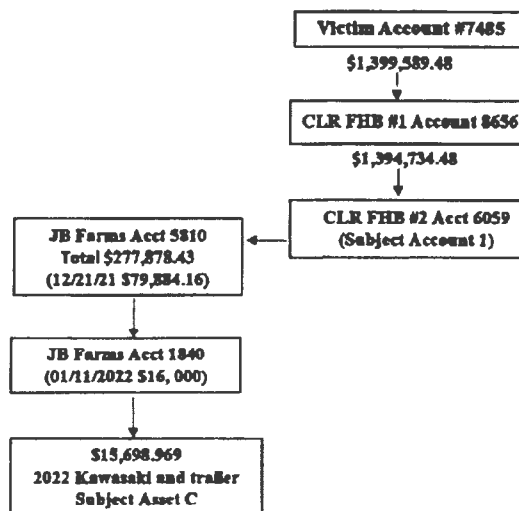 Victim Account #7485
$1,399,589.48
CLR FHB #1 Account 8656
$1,394,734.48
CLR FHB #2 Acct 6059
(Subject Account 1)
JB Farms Acct 5810
Total $277,878.43
(12/21/21 $79,884.16)
JB Farms Acct 1840
(01/11/2022 $16, 000)
$15,698.969
2022 Kawasaki and trailer
Subject Asset C